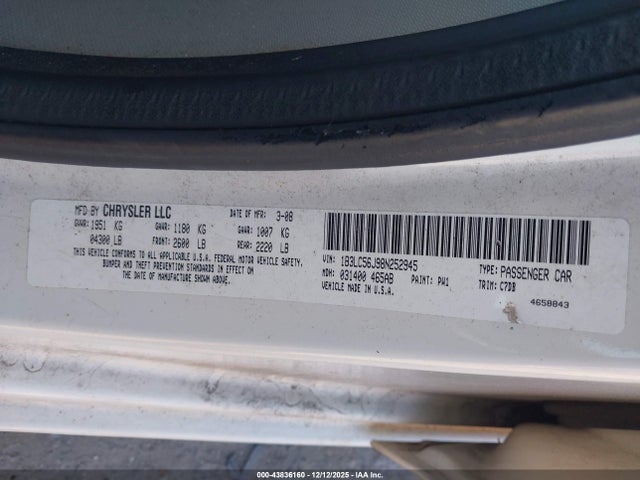 MFD BY CHRYSLER LLC DATE OF MFR 3-08
GVWR: 1951 KG GAWR: 1180 KG GAWR: 1007 KG
04300 LB FRONT: 2600 LB REAR: 2220 LB
THIS VEHICLE CONFORMS TO ALL APPLICABLE U.S.A. FEDERAL MOTOR VEHICLE SAFETY,
BUMPER AND THEFT PREVENTION STANDARDS IN EFFECT ON
THE DATE OF MANUFACTURE SHOWN ABOVE.
VIN: 1B3LC56J88N252945 TYPE: PASSENGER CAR
MDH: 031400 465AB PAINT: PW1 TRIM: C7DB
VEHICLE MADE IN U.S.A. 4658843
000-43836160 - 12/12/2025 - IAA Inc.